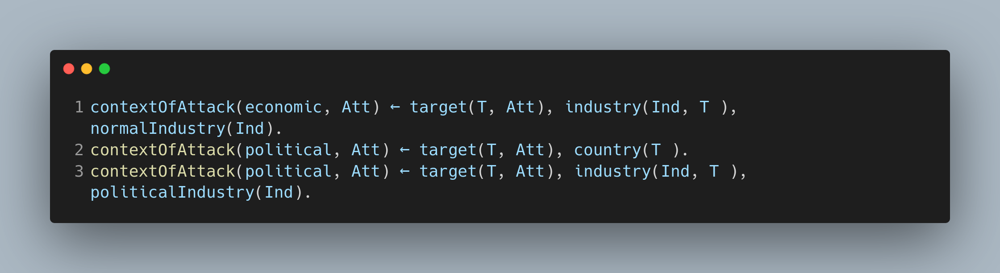 1 contextOfAttack(economic, Att) ← target(T, Att), industry(Ind, T ),
normalIndustry(Ind).
2 contextOfAttack(political, Att) ← target(T, Att), country(T ).
3 contextOfAttack(political, Att) ← target(T, Att), industry(Ind, T ),
politicalIndustry(Ind).